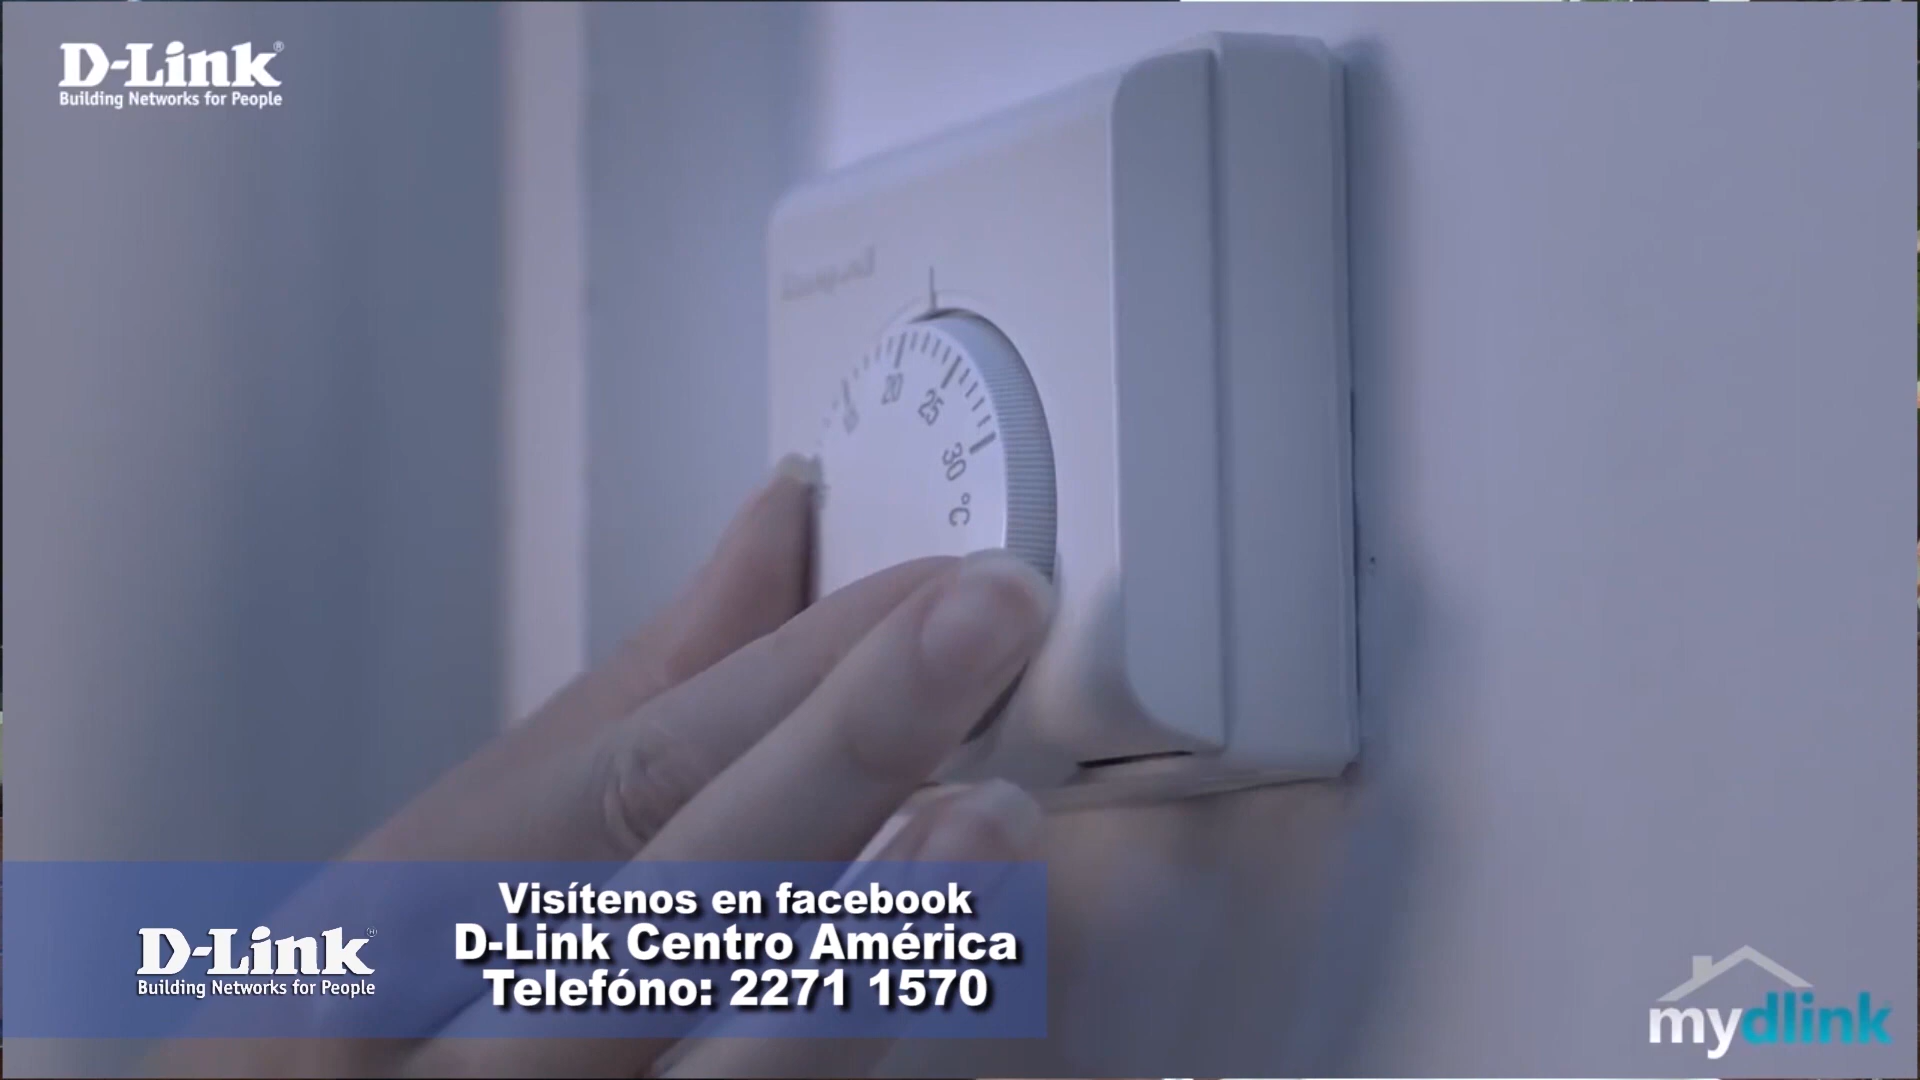 D-Link®
Building Networks for People
20
25
30
°C
Visítenos en facebook
D-Link Centro América
Telefóno: 2271 1570
D-Link
Building Networks for People
mydlink